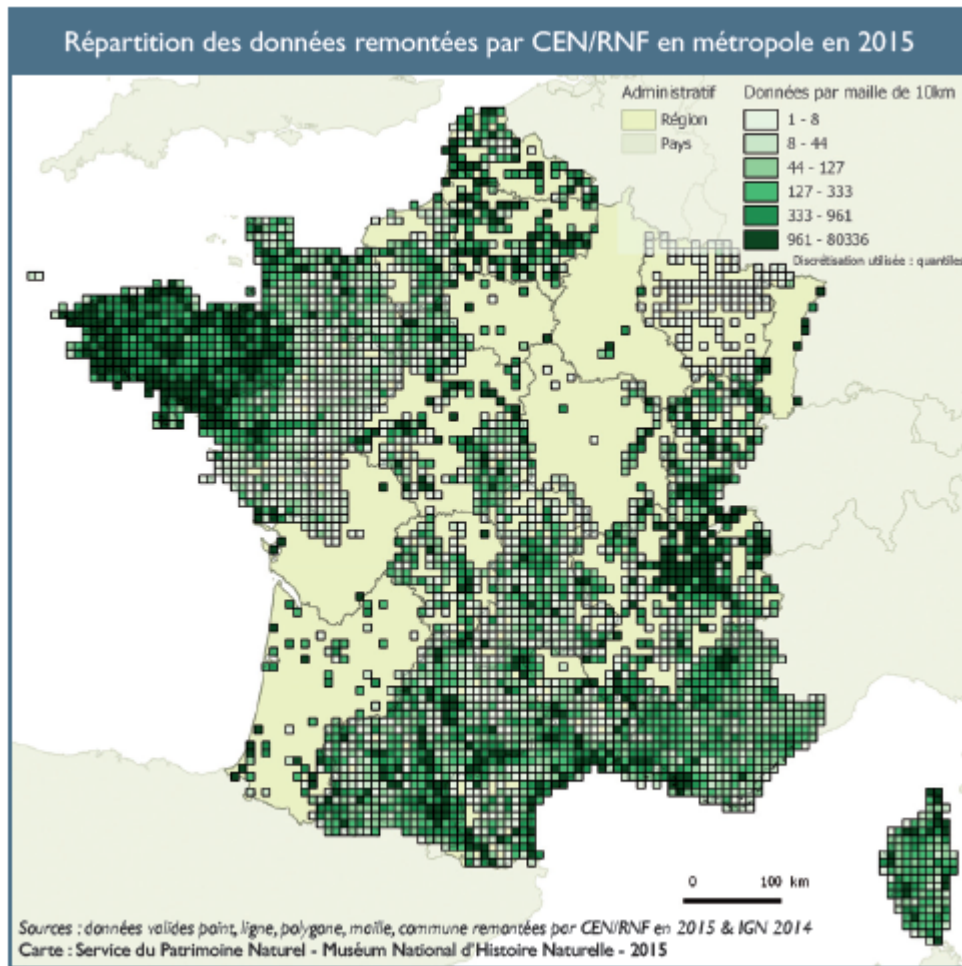 Répartition des données remontées par CEN/RNF en métropole en 2015
Administratif
Région
Pays
Données par maille de 10km
1 - 8
8 - 44
44 - 127
127 - 333
333 - 961
961 - 80336
Discrétisation utilisée : quantiles
0 100 km
Sources : données valides point, ligne, polygone, maille, commune remontées par CEN/RNF en 2015 & IGN 2014
Carte : Service du Patrimoine Naturel - Muséum National d'Histoire Naturelle - 2015